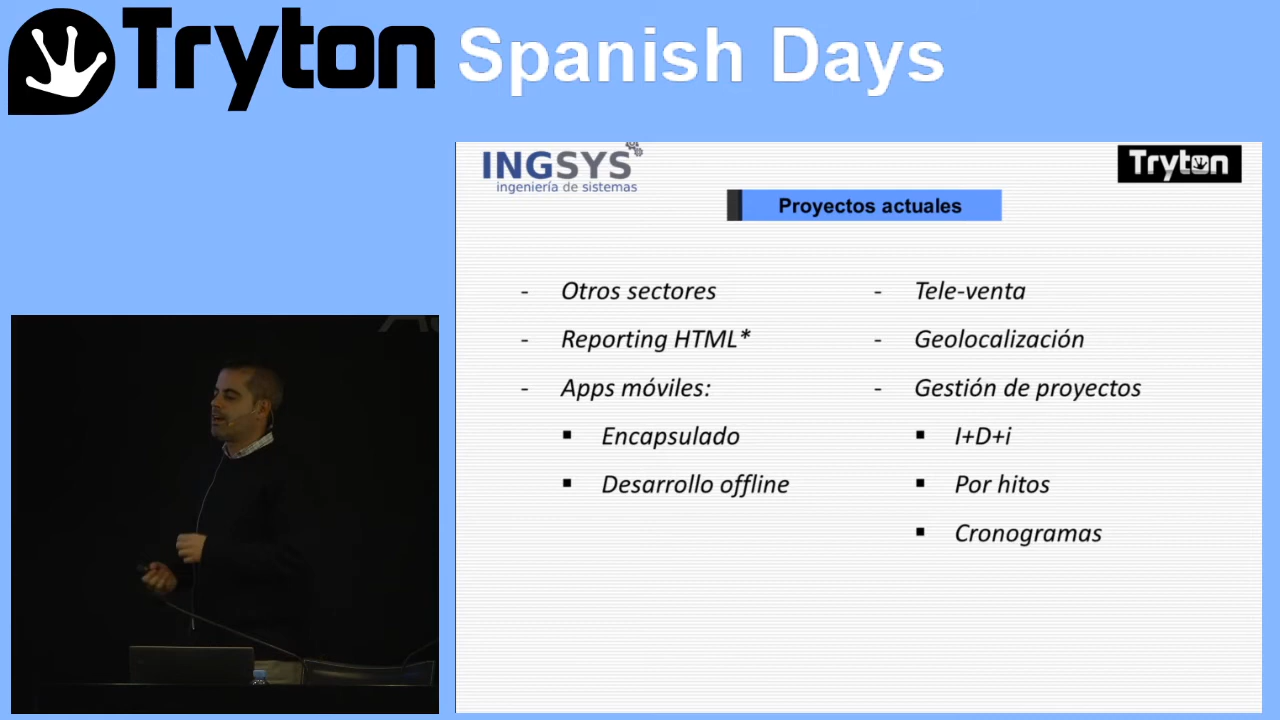 Tryton Spanish Days
INGSYS
ingeniería de sistemas
Tryton
Proyectos actuales
- Otros sectores
- Reporting HTML*
- Apps móviles:
▪ Encapsulado
▪ Desarrollo offline
- Tele-venta
- Geolocalización
- Gestión de proyectos
▪ I+D+i
▪ Por hitos
▪ Cronogramas